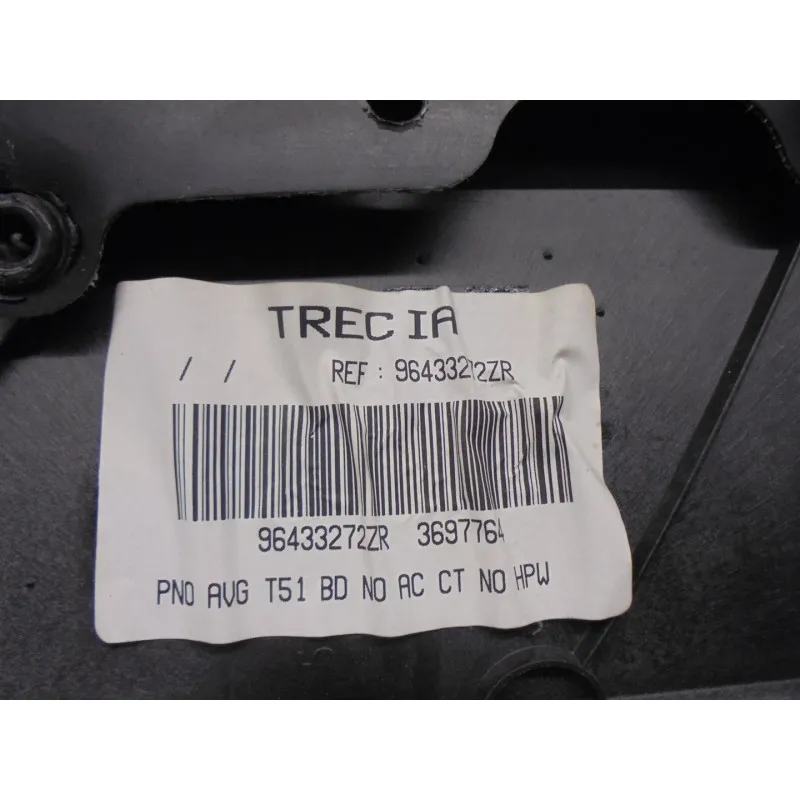 TRECIA
/ / REF : 96433272ZR
96433272ZR 3697764
PNO AVG T51 BD NO AC CT NO HPW